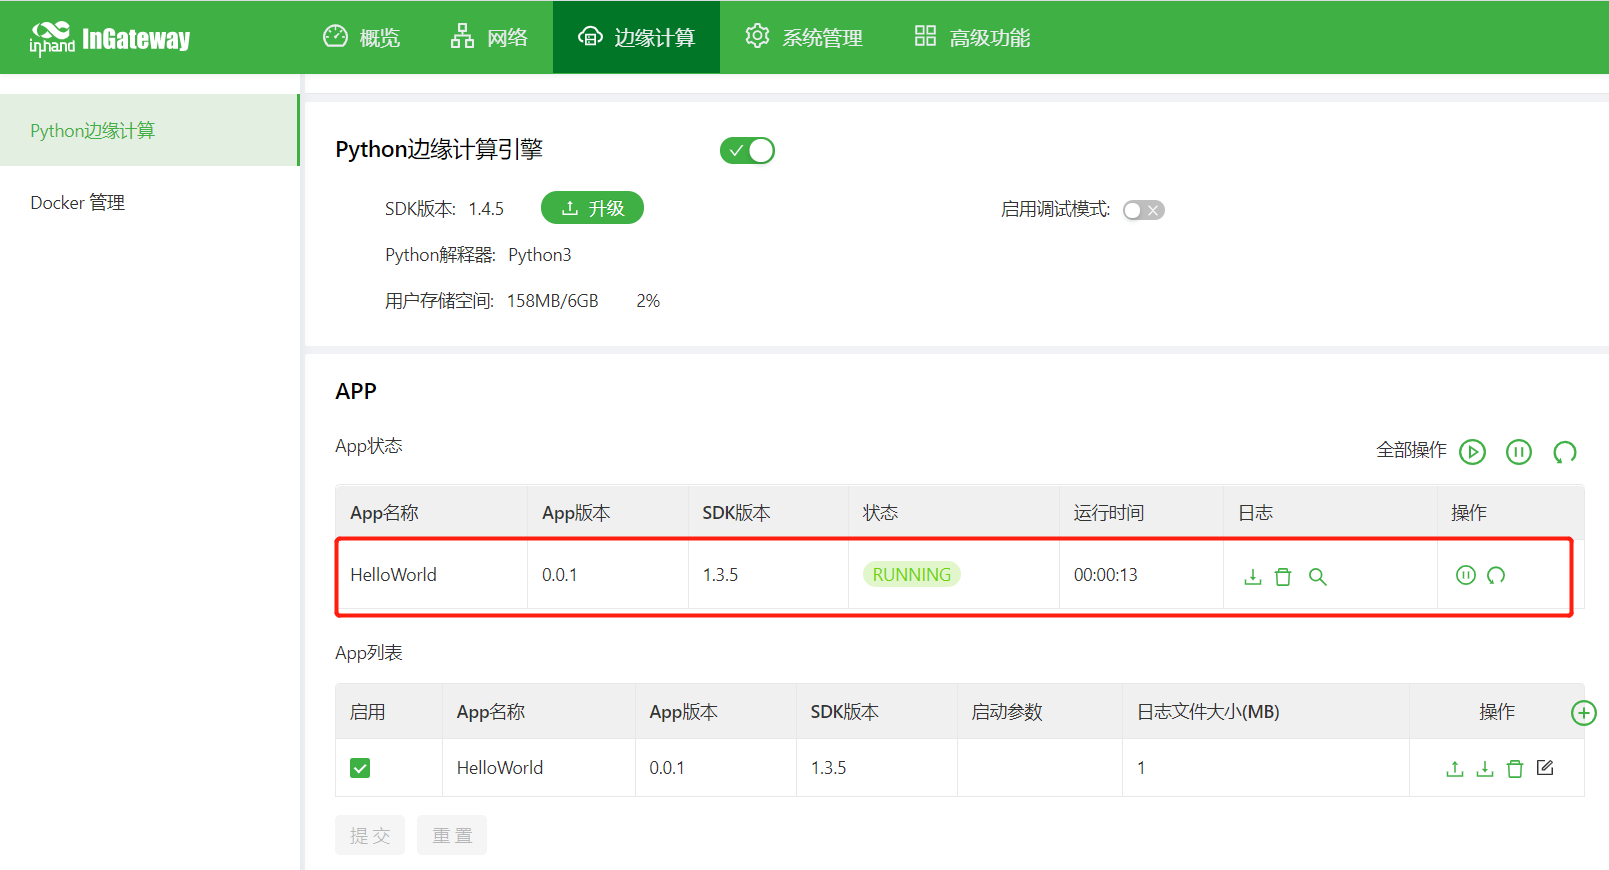 inhand InGateway 概览 网络 边缘计算 系统管理 高级功能
Python边缘计算
Docker 管理
Python边缘计算引擎
SDK版本: 1.4.5 升级 启用调试模式:
Python解释器: Python3
用户存储空间: 158MB/6GB 2%
APP
App状态 全部操作
App名称 App版本 SDK版本 状态 运行时间 日志 操作
HelloWorld 0.0.1 1.3.5 RUNNING 00:00:13
App列表
启用 App名称 App版本 SDK版本 启动参数 日志文件大小(MB) 操作
HelloWorld 0.0.1 1.3.5 1
提交 重置